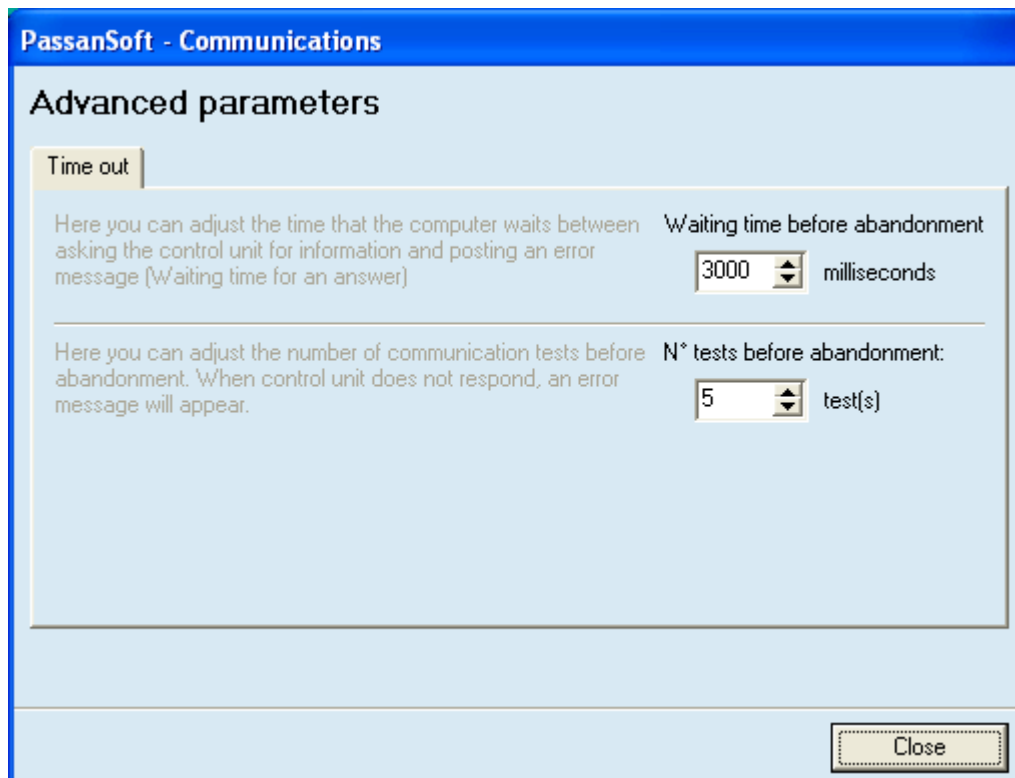 PassanSoft - Communications
Advanced parameters
Time out
Here you can adjust the time that the computer waits between
asking the control unit for information and posting an error
message (Waiting time for an answer)
Waiting time before abandonment
3000 milliseconds
Here you can adjust the number of communication tests before
abandonment. When control unit does not respond, an error
message will appear.
N° tests before abandonment:
5 test(s)
Close